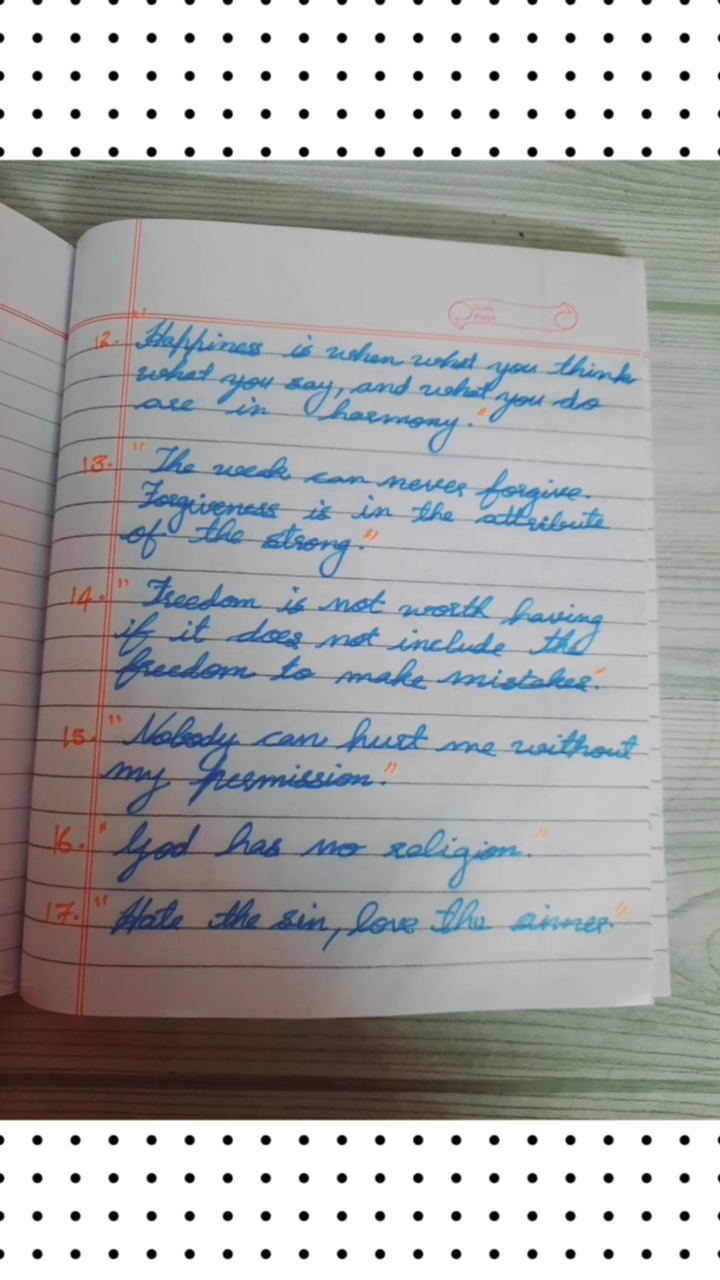 12. "Happiness is when what you think
what you say, and what you do
are in harmony."
13. "The weak can never forgive.
Forgiveness is in the attribute
of the strong."
14. "Freedom is not worth having
if it does not include the
freedom to make mistakes."
15. "Nobody can hurt me without
my permission."
16. "God has no religion."
17. "Hate the sin, love the sinner."